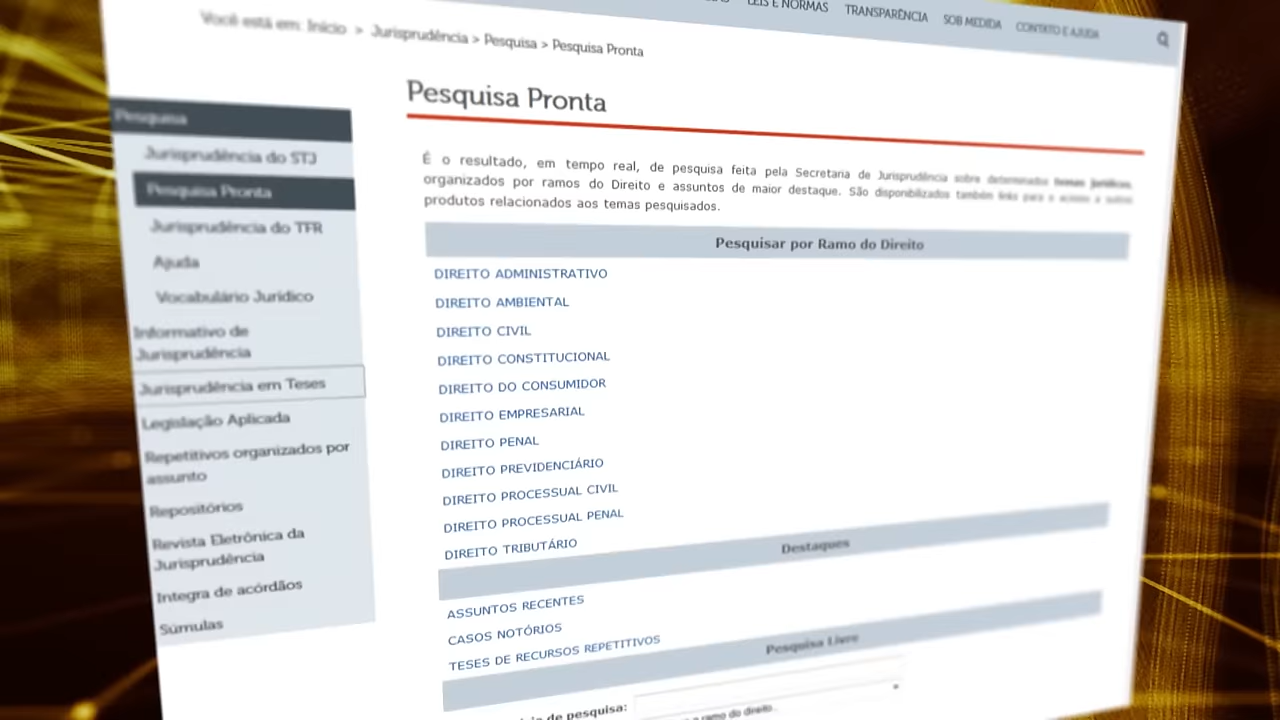 LEIS E NORMAS TRANSPARÊNCIA SOB MEDIDA CONTATO E AJUDA
Você está em: Início > Jurisprudência > Pesquisa > Pesquisa Pronta
Pesquisa
Jurisprudência do STJ
Pesquisa Pronta
Jurisprudência do TFR
Ajuda
Vocabulário Jurídico
Informativo de
Jurisprudência
Jurisprudência em Teses
Legislação Aplicada
Repetitivos organizados por
assunto
Repositórios
Revista Eletrônica da
Jurisprudência
Íntegra de acórdãos
Súmulas
Pesquisa Pronta
É o resultado, em tempo real, de pesquisa feita pela Secretaria de Jurisprudência sobre determinados temas jurídicos,
organizados por ramos do Direito e assuntos de maior destaque. São disponibilizados também links para o acesso a outros
produtos relacionados aos temas pesquisados.
Pesquisar por Ramo do Direito
DIREITO ADMINISTRATIVO
DIREITO AMBIENTAL
DIREITO CIVIL
DIREITO CONSTITUCIONAL
DIREITO DO CONSUMIDOR
DIREITO EMPRESARIAL
DIREITO PENAL
DIREITO PREVIDENCIÁRIO
DIREITO PROCESSUAL CIVIL
DIREITO PROCESSUAL PENAL
DIREITO TRIBUTÁRIO
Destaques
ASSUNTOS RECENTES
CASOS NOTÓRIOS
TESES DE RECURSOS REPETITIVOS
Pesquisa Livre
de pesquisa:
o ramo do direito